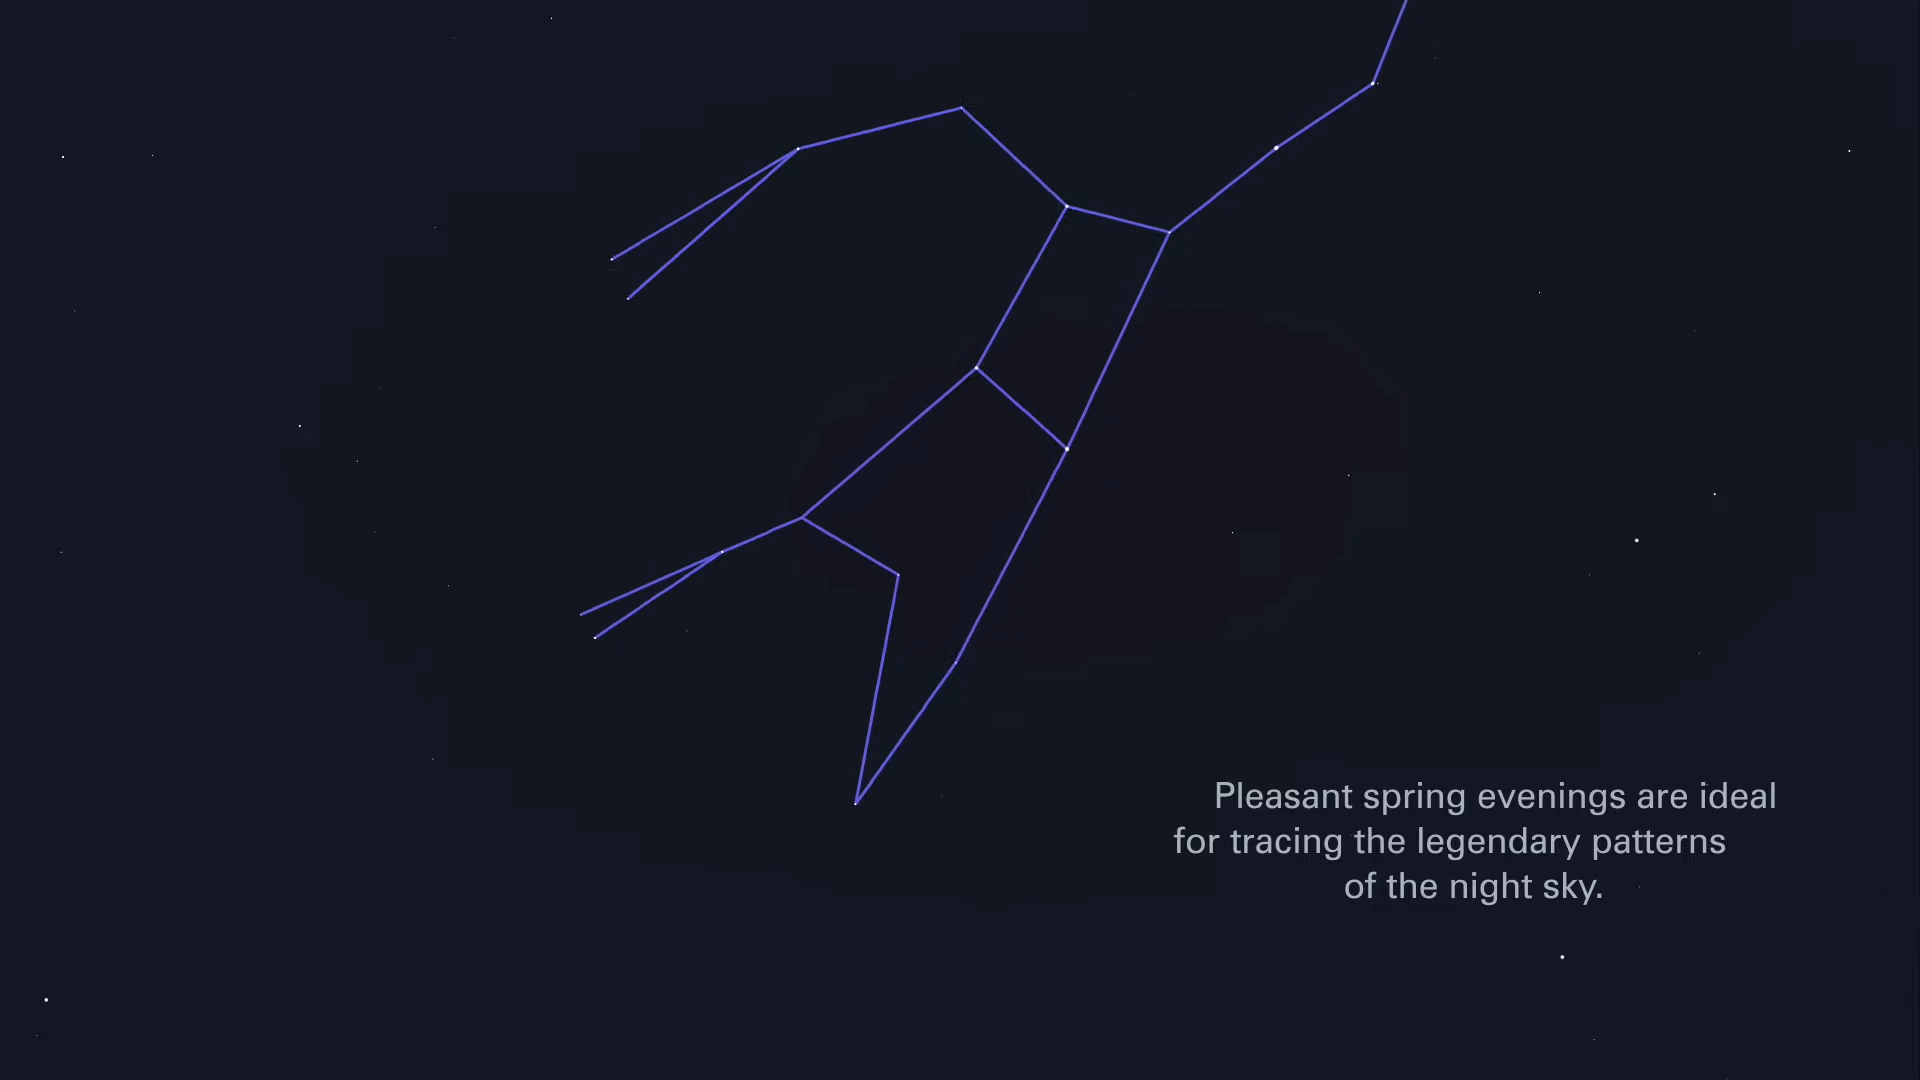 Pleasant spring evenings are ideal
for tracing the legendary patterns
of the night sky.